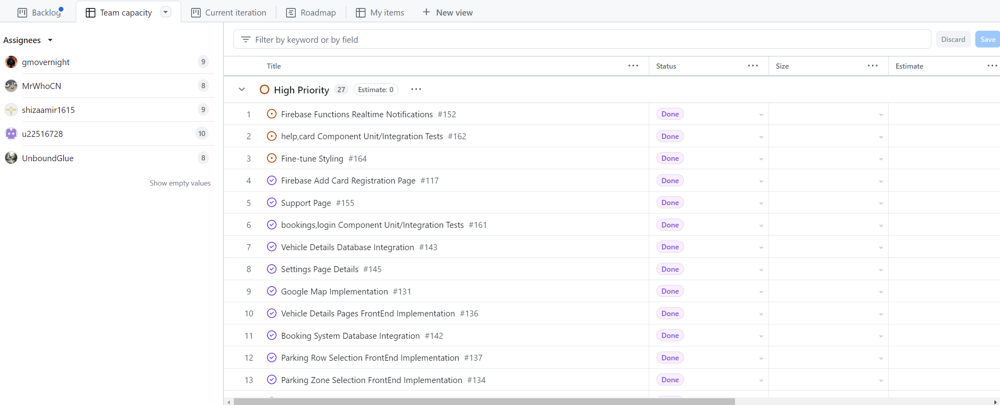 Backlog Team capacity Current iteration Roadmap My items New view
Assignees
gmovernight 9
MrWhoCN 8
shizaamir1615 9
u22516728 10
UnboundGlue 8
Show empty values
Filter by keyword or by field Discard Save
Title Status Size Estimate
High Priority 27 Estimate: 0
1 Firebase Functions Realtime Notifications #152 Done
2 help,card Component Unit/Integration Tests #162 Done
3 Fine-tune Styling #164 Done
4 Firebase Add Card Registration Page #117 Done
5 Support Page #155 Done
6 bookings,login Component Unit/Integration Tests #161 Done
7 Vehicle Details Database Integration #143 Done
8 Settings Page Details #145 Done
9 Google Map Implementation #131 Done
10 Vehicle Details Pages FrontEnd Implementation #136 Done
11 Booking System Database Integration #142 Done
12 Parking Row Selection FrontEnd Implementation #137 Done
13 Parking Zone Selection FrontEnd Implementation #134 Done